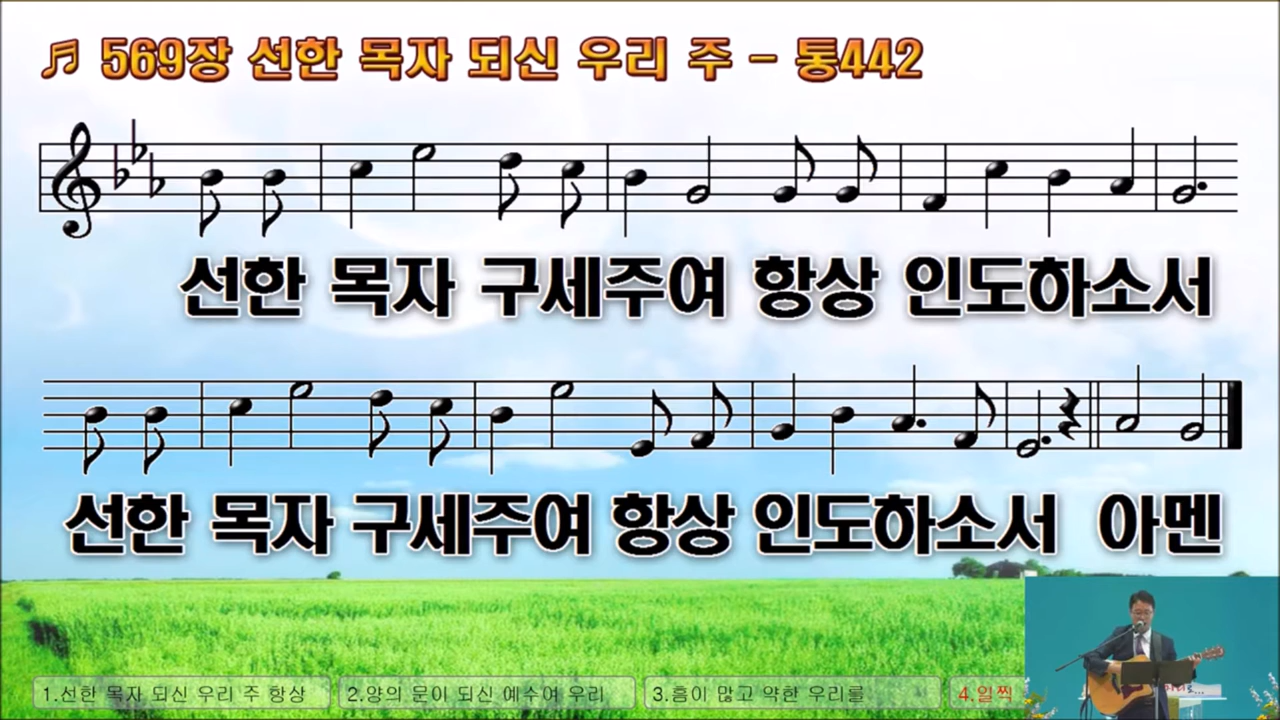 569장 선한 목자 되신 우리 주 - 통442
선한 목자 구세주여 항상 인도하소서
선한 목자 구세주여 항상 인도하소서 아멘
1.선한 목자 되신 우리 주 항상
2.양의 문이 되신 예수여 우리
3.흠이 많고 약한 우리를
4.일찍